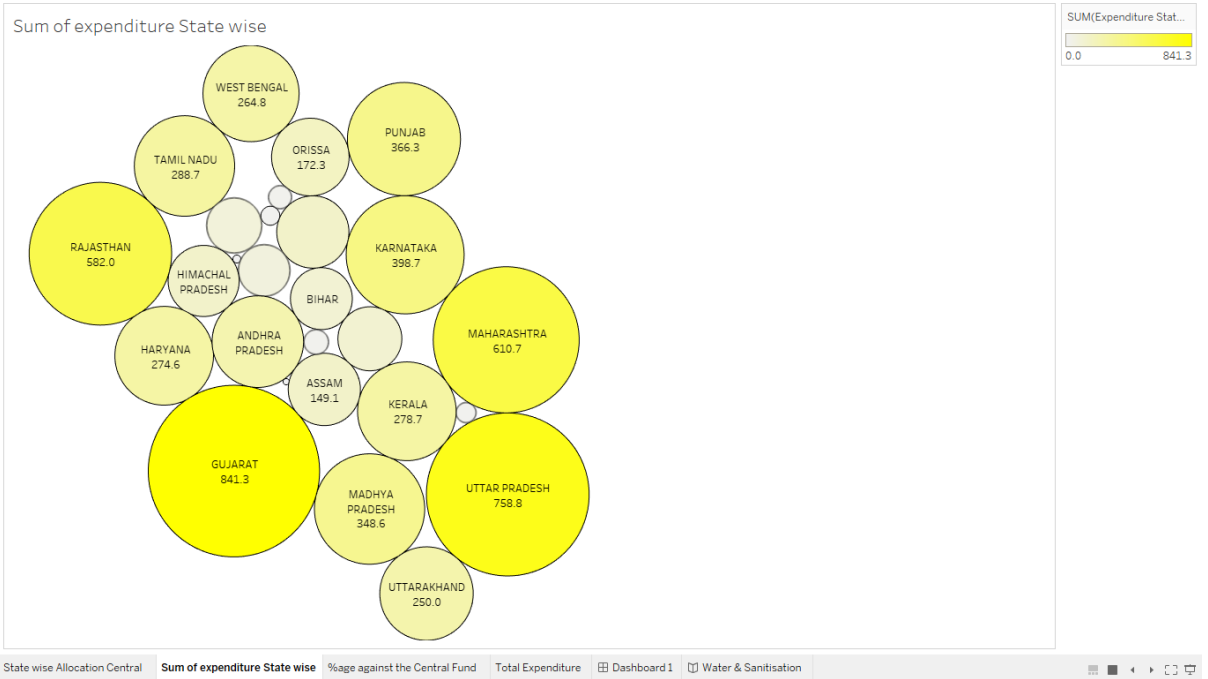 Sum of expenditure State wise
SUM(Expenditure Stat...
0.0 841.3
WEST BENGAL
264.8
PUNJAB
366.3
ORISSA
172.3
TAMIL NADU
288.7
RAJASTHAN
582.0
KARNATAKA
398.7
HIMACHAL
PRADESH
BIHAR
MAHARASHTRA
610.7
ANDHRA
PRADESH
HARYANA
274.6
ASSAM
149.1
KERALA
278.7
GUJARAT
841.3
UTTAR PRADESH
758.8
MADHYA
PRADESH
348.6
UTTARAKHAND
250.0
State wise Allocation Central Sum of expenditure State wise %age against the Central Fund Total Expenditure Dashboard 1 Water & Sanitisation